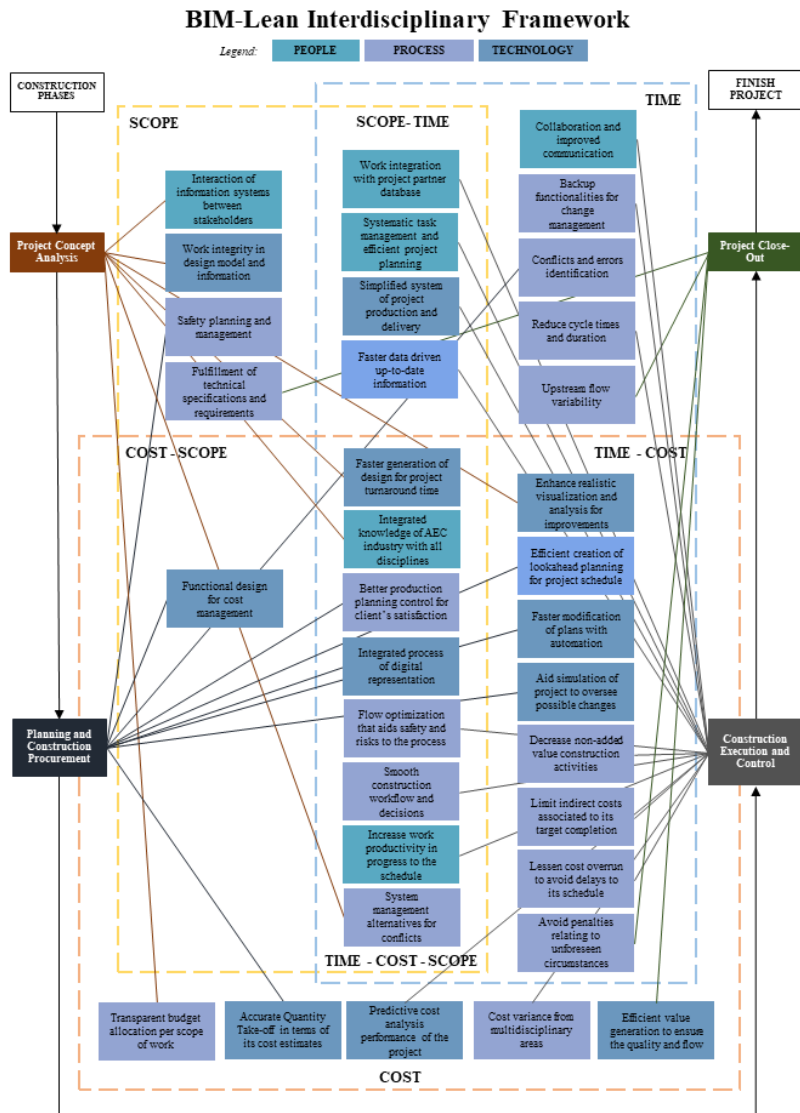 BIM-Lean Interdisciplinary Framework
Legend: PEOPLE PROCESS TECHNOLOGY
CONSTRUCTION
PHASES
FINISH
PROJECT
SCOPE
SCOPE- TIME
TIME
Interaction of
information systems
between
stakeholders
Work integrity in
design model and
information
Safety planning and
management
Fulfillment of
technical
specifications and
requirements
Work integration
with project partner
database
Systematic task
management and
efficient project
planning
Simplified system
of project
production and
delivery
Faster data driven
up-to-date
information
Collaboration and
improved
communication
Backup
functionalities for
change
management
Conflicts and errors
identification
Reduce cycle times
and duration
Upstream flow
variability
Project Concept
Analysis
Project Close-
Out
COST - SCOPE
TIME - COST
Functional design
for cost
management
Faster generation of
design for project
turnaround time
Integrated
knowledge of AEC
industry with all
disciplines
Better production
planning control for
client's satisfaction
Integrated process
of digital
representation
Flow optimization
that aids safety and
risks to the process
Smooth
construction
workflow and
decisions
Increase work
productivity in
progress to the
schedule
System
management
alternatives for
conflicts
Enhance realistic
visualization and
analysis for
improvements
Efficient creation of
lookahead planning
for project schedule
Faster modification
of plans with
automation
Aid simulation of
project to oversee
possible changes
Decrease non-added
value construction
activities
Limit indirect costs
associated to its
target completion
Lessen cost overrun
to avoid delays to
its schedule
Avoid penalties
relating to
unforeseen
circumstances
Planning and
Construction
Procurement
Construction
Execution and
Control
TIME - COST - SCOPE
Transparent budget
allocation per scope
of work
Accurate Quantity
Take-off in terms of
its cost estimates
Predictive cost
analysis
performance of the
project
Cost variance from
multidisciplinary
areas
Efficient value
generation to ensure
the quality and flow
COST